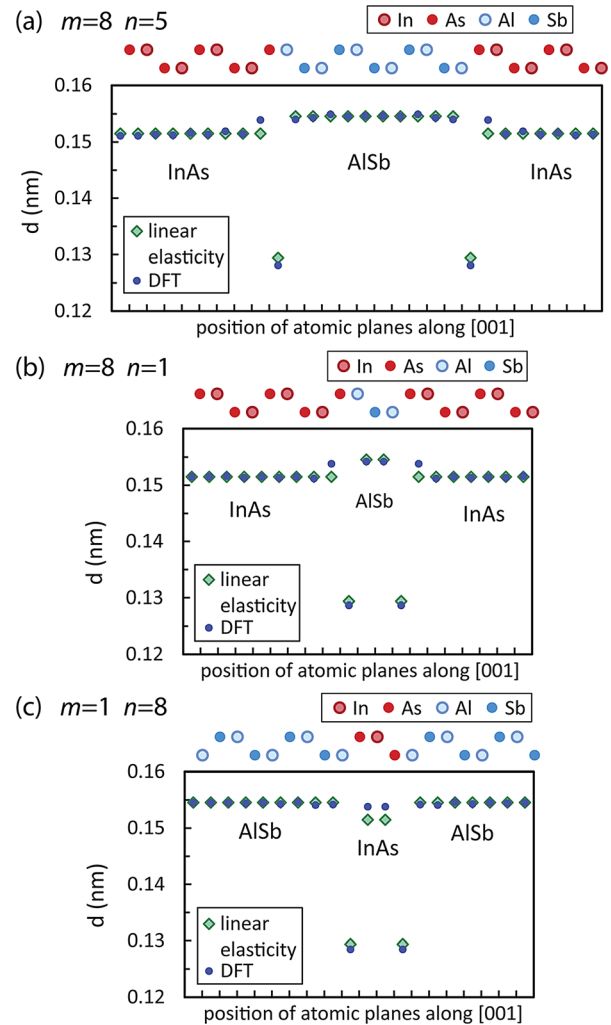 (a) m=8 n=5
In As Al Sb
0.16
0.15
0.14
0.13
0.12
d (nm)
InAs
AlSb
InAs
linear
elasticity
DFT
position of atomic planes along [001]
(b) m=8 n=1
In As Al Sb
0.16
0.15
0.14
0.13
0.12
d (nm)
InAs
AlSb
InAs
linear
elasticity
DFT
position of atomic planes along [001]
(c) m=1 n=8
In As Al Sb
0.16
0.15
0.14
0.13
0.12
d (nm)
AlSb
InAs
AlSb
linear
elasticity
DFT
position of atomic planes along [001]